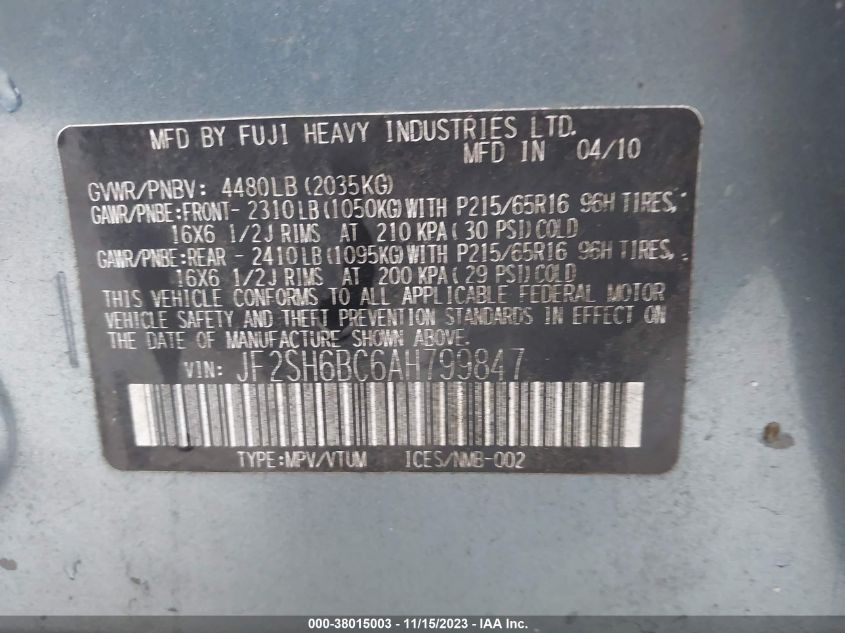 MFD BY FUJI HEAVY INDUSTRIES LTD.
MFD IN 04/10
GVWR/PNBV: 4480LB(2035KG)
GAWR/PNBE:FRONT- 2310LB(1050KG)WITH P215/65R16 96H TIRES,
16X6 1/2J RIMS AT 210 KPA( 30 PSI) COLD
GAWR/PNBE:REAR - 2410LB(1095KG)WITH P215/65R16 96H TIRES,
16X6 1/2J RIMS AT 200 KPA( 29 PSI) COLD
THIS VEHICLE CONFORMS TO ALL APPLICABLE FEDERAL MOTOR
VEHICLE SAFETY AND THEFT PREVENTION STANDARDS IN EFFECT ON
THE DATE OF MANUFACTURE SHOWN ABOVE.
VIN: JF2SH6BC6AH799847
TYPE:MPV/VTUM ICES/NMB-002
000-38015003 - 11/15/2023 - IAAI.com